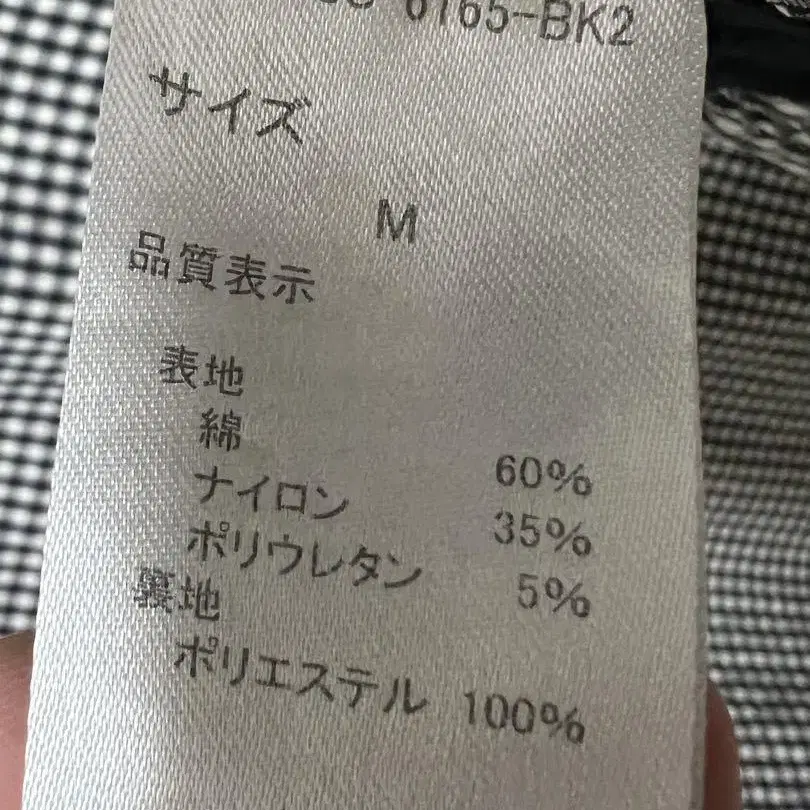 6165-BK2
サイズ
M
品質表示
表地
綿 60%
ナイロン 35%
ポリウレタン 5%
裏地
ポリエステル 100%